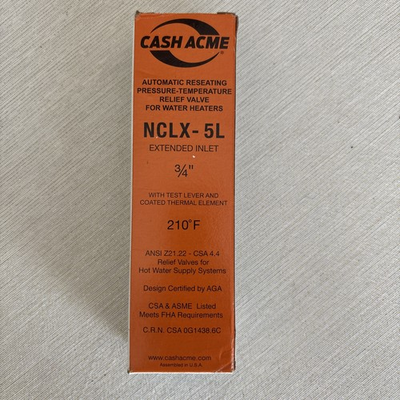 CASH ACME
®
AUTOMATIC RESEATING
PRESSURE-TEMPERATURE
RELIEF VALVE
FOR WATER HEATERS
NCLX- 5L
EXTENDED INLET
¾"
WITH TEST LEVER AND
COATED THERMAL ELEMENT
210°F
ANSI Z21.22 - CSA 4.4
Relief Valves for
Hot Water Supply Systems
Design Certified by AGA
CSA & ASME Listed
Meets FHA Requirements
C.R.N. CSA 0G1438.6C
www.cashacme.com
Assembled in U.S.A.